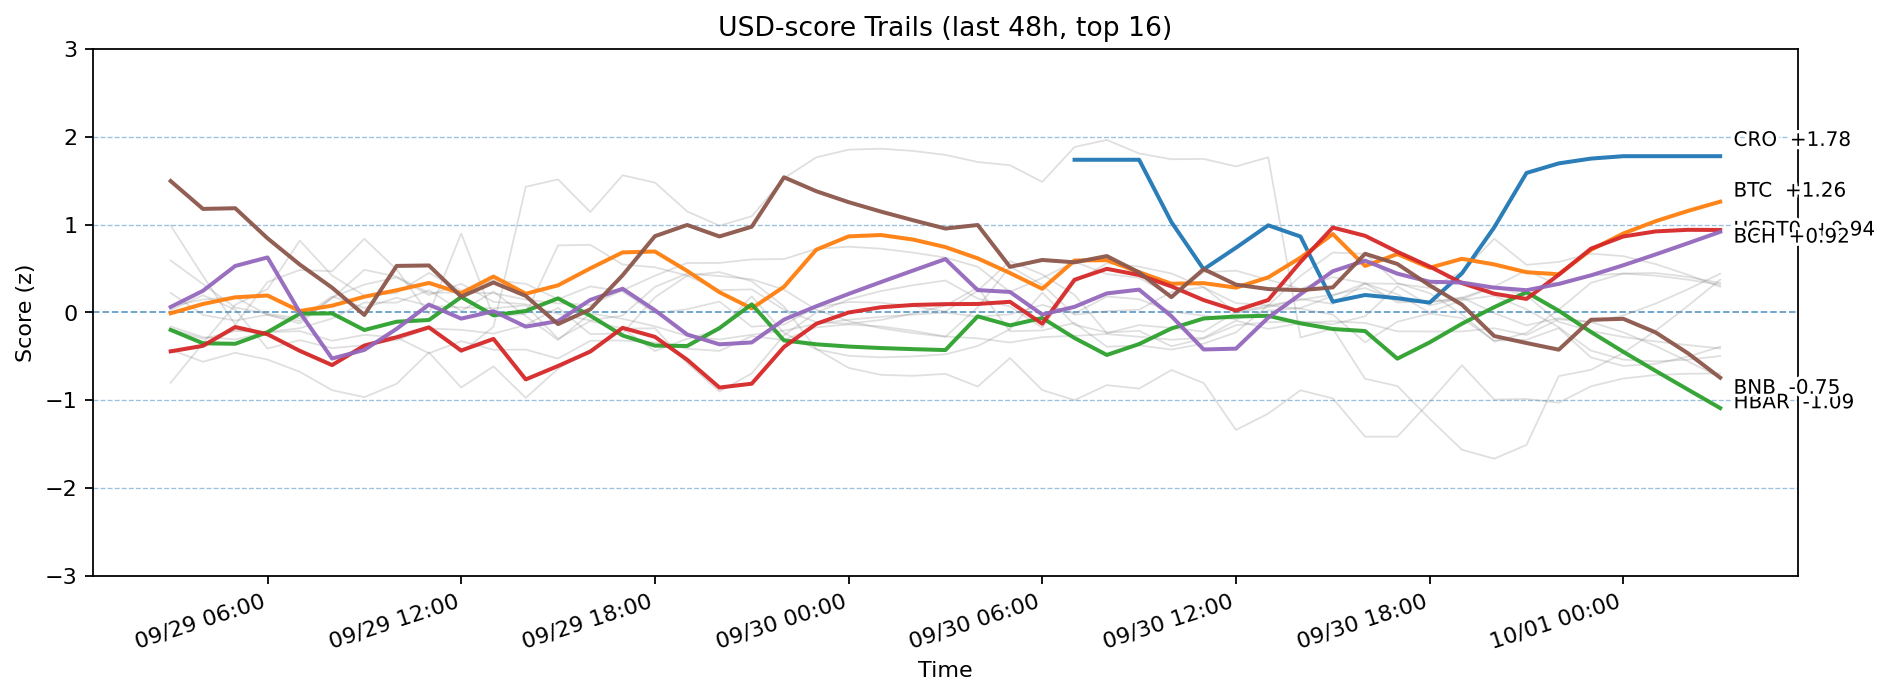 USD-score Trails (last 48h, top 16)
3
CRO +1.78
2
BTC +1.26
1
BCH +0.92
0
Score (z)
BNB -0.75
−1
HBAR -1.09
−2
−3
09/29 06:00
09/29 12:00
09/29 18:00
09/30 00:00
09/30 06:00
09/30 12:00
09/30 18:00
10/01 00:00
Time